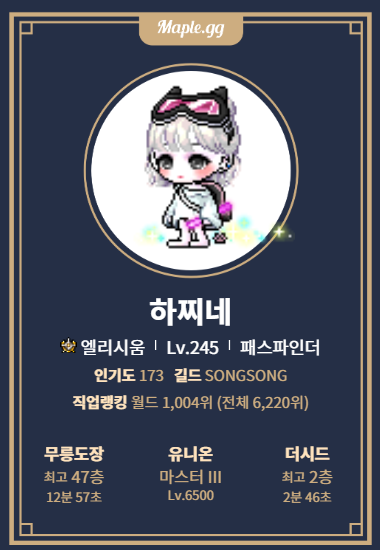 Maple.gg
하찌네
엘리시움 | Lv.245 | 패스파인더
인기도 173 길드 SONGSONG
직업랭킹 월드 1,004위 (전체 6,220위)
무릉도장 유니온 더시드
최고 47층 마스터 III 최고 2층
12분 57초 Lv.6500 2분 46초